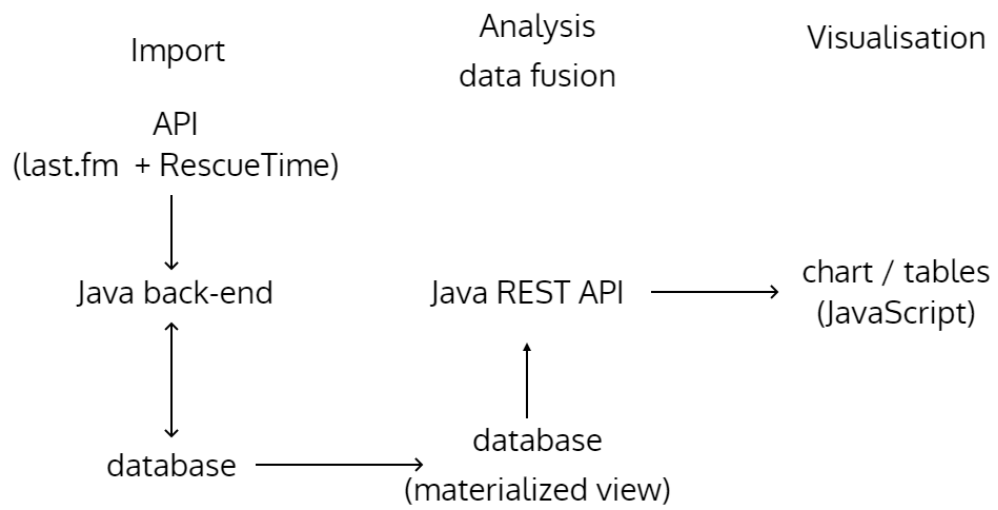 Import
Analysis
data fusion
Visualisation
API
(last.fm + RescueTime)
Java back-end
Java REST API
chart / tables
(JavaScript)
database
database
(materialized view)